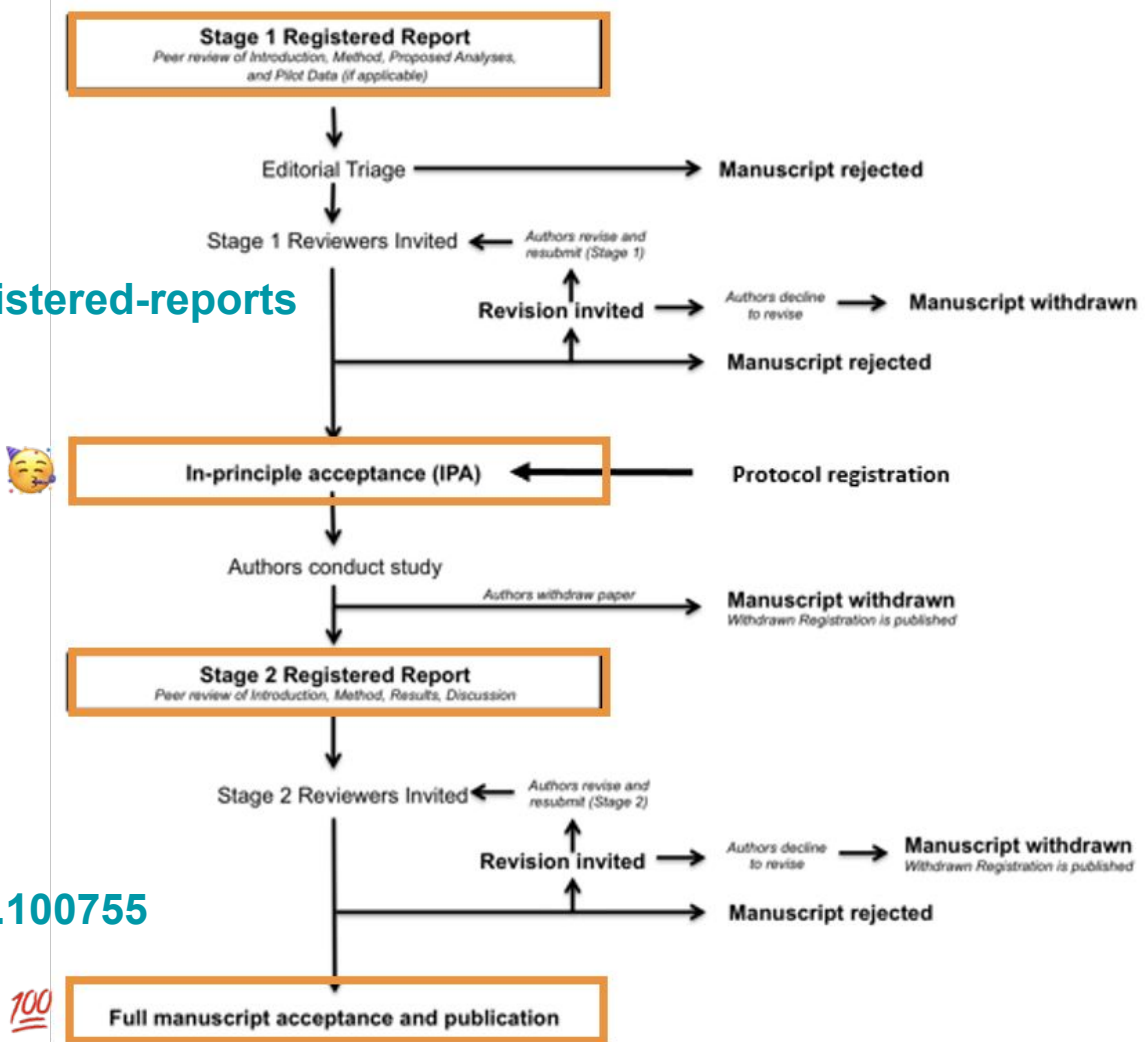 Stage 1 Registered Report
Peer review of Introduction, Method, Proposed Analyses,
and Pilot Data (if applicable)
Editorial Triage
Manuscript rejected
Stage 1 Reviewers Invited
Authors revise and
resubmit (Stage 1)
istered-reports
Revision invited
Authors decline
to revise
Manuscript withdrawn
Manuscript rejected
In-principle acceptance (IPA)
Protocol registration
Authors conduct study
Authors withdraw paper
Manuscript withdrawn
Withdrawn Registration is published
Stage 2 Registered Report
Peer review of Introduction, Method, Results, Discussion
Stage 2 Reviewers Invited
Authors revise and
resubmit (Stage 2)
Revision invited
Authors decline
to revise
Manuscript withdrawn
Withdrawn Registration is published
.100755
Manuscript rejected
100
Full manuscript acceptance and publication